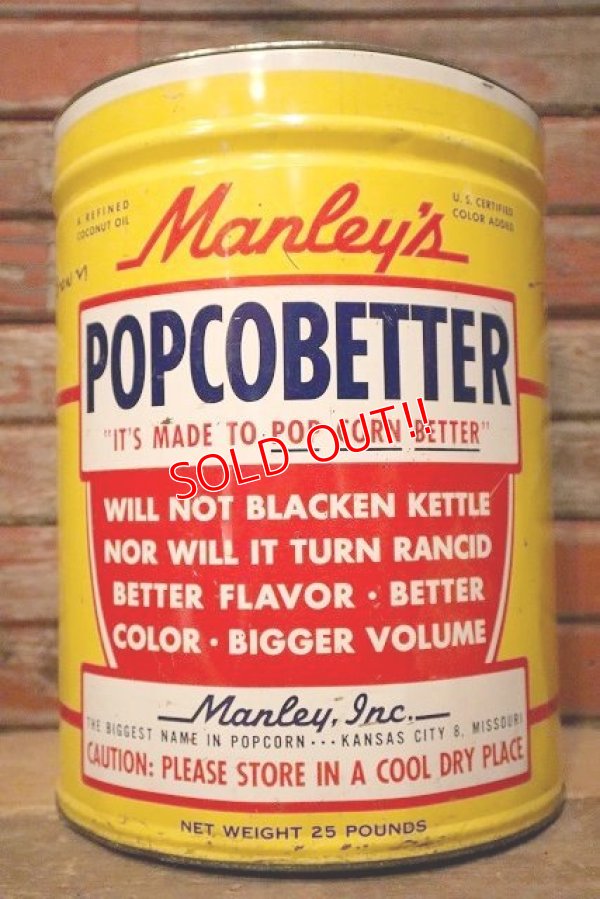 A REFINED
COCONUT OIL
U.S. CERTIFIED
COLOR ADDED
Manley's
POPCOBETTER
"IT'S MADE TO POP CORN BETTER"
SOLD OUT!!
WILL NOT BLACKEN KETTLE
NOR WILL IT TURN RANCID
BETTER FLAVOR · BETTER
COLOR · BIGGER VOLUME
Manley, Inc.
THE BIGGEST NAME IN POPCORN ··· KANSAS CITY 8, MISSOURI
CAUTION: PLEASE STORE IN A COOL DRY PLACE
NET WEIGHT 25 POUNDS